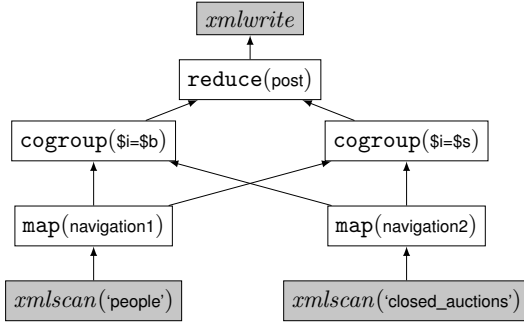 xmlwrite
reduce(post)
cogroup($i=$b) cogroup($i=$s)
map(navigation1) map(navigation2)
xmlscan(‘people’) xmlscan(‘closed_auctions’)